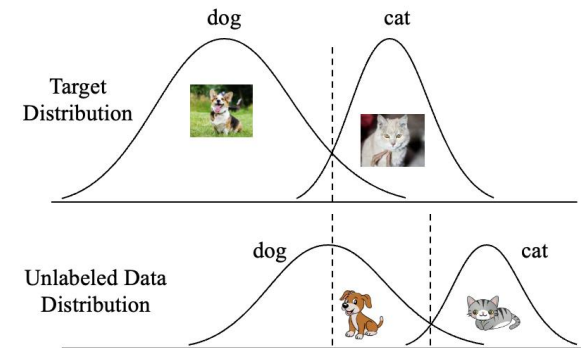 dog
cat
Target
Distribution
dog
cat
Unlabeled Data
Distribution